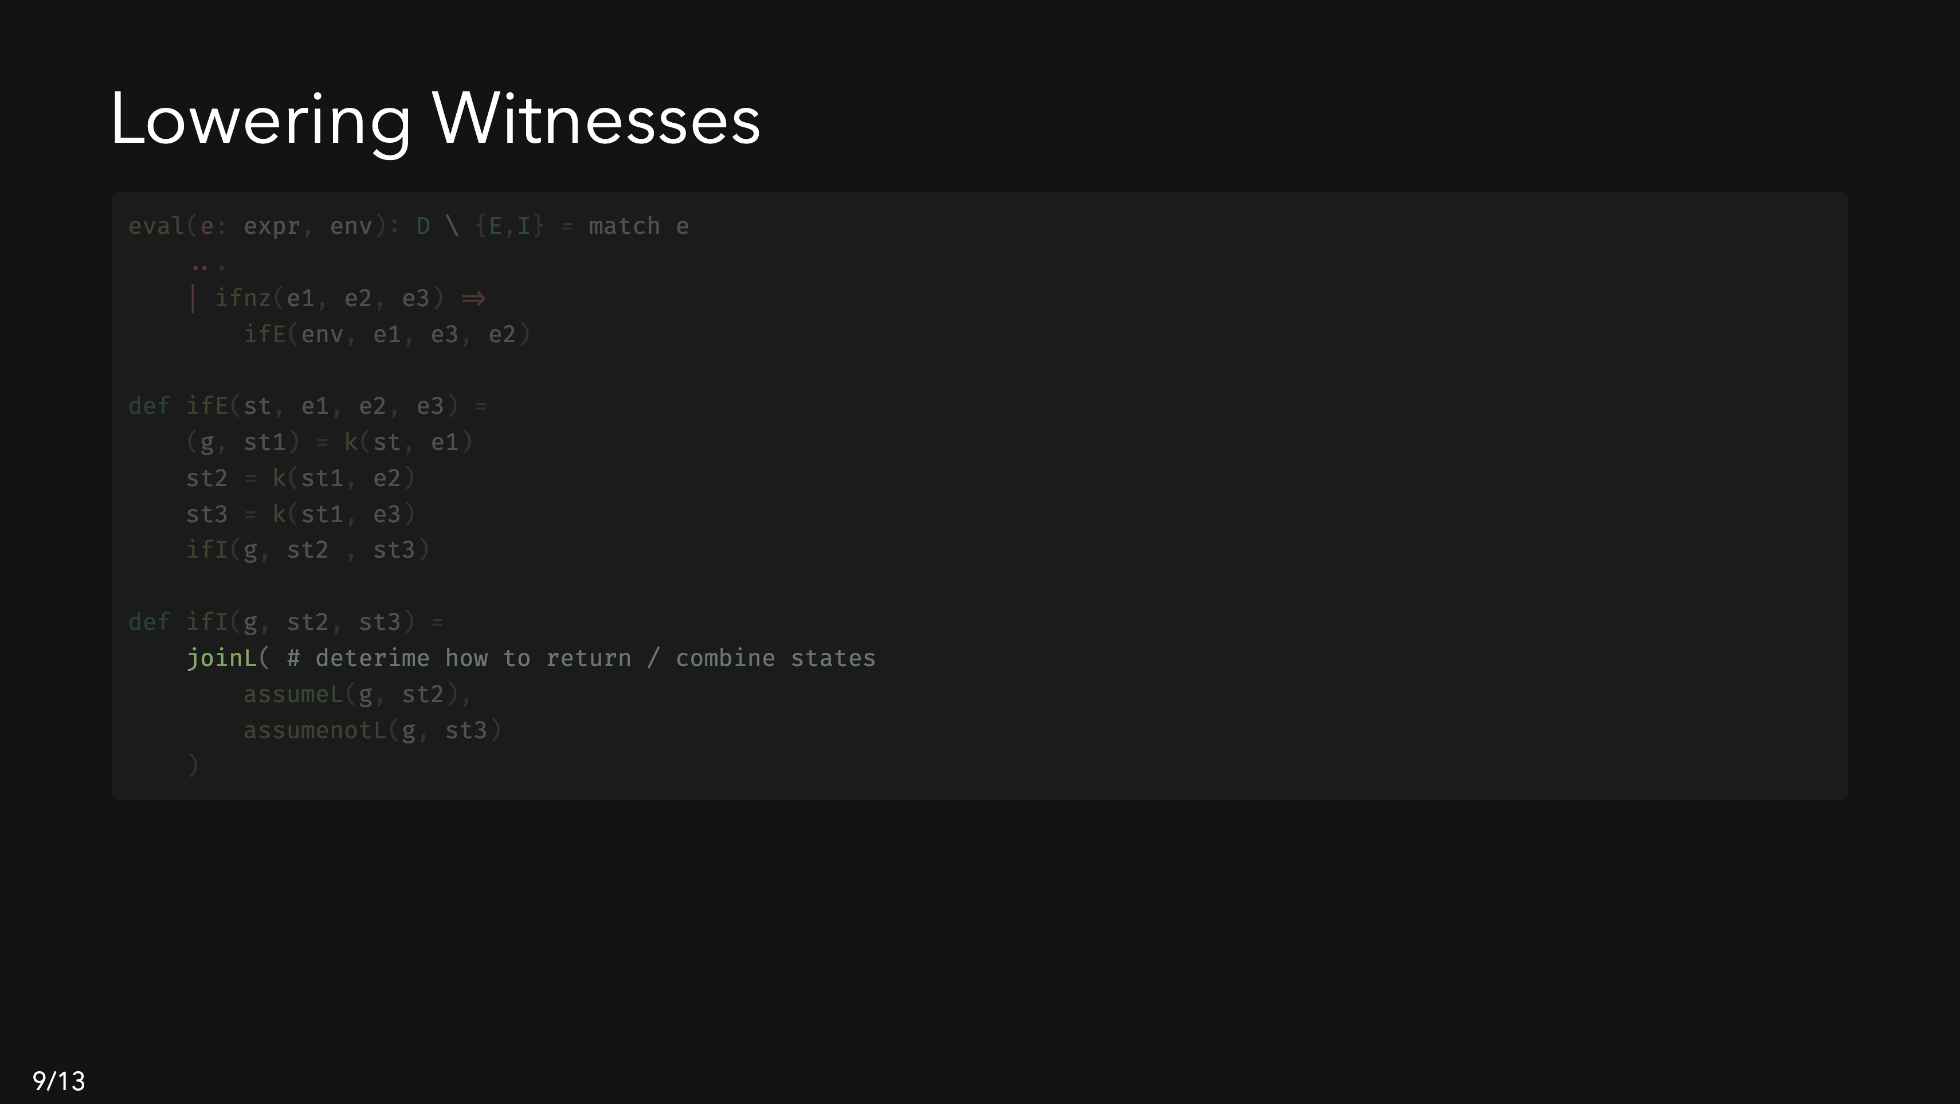 Lowering Witnesses
eval(e: expr, env): D \ {E,I} = match e
...
| ifnz(e1, e2, e3) ⇒
ifE(env, e1, e3, e2)
def ifE(st, e1, e2, e3) =
(g, st1) = k(st, e1)
st2 = k(st1, e2)
st3 = k(st1, e3)
ifI(g, st2 , st3)
def ifI(g, st2, st3) =
joinL( # deterime how to return / combine states
assumeL(g, st2),
assumenotL(g, st3)
)
9/13